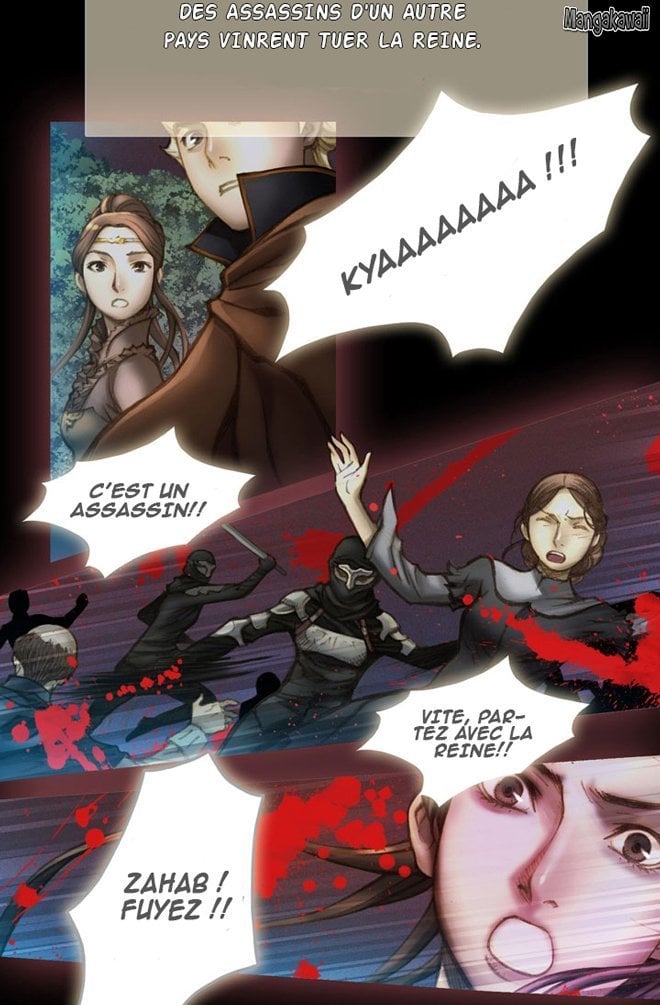 DES ASSASSINS D'UN AUTRE
PAYS VINRENT TUER LA REINE.
Mangakawaii
KYAAAAAAAAA !!!
C'EST UN
ASSASSIN!!
VITE, PAR-
TEZ AVEC LA
REINE!!
ZAHAB !
FUYEZ !!